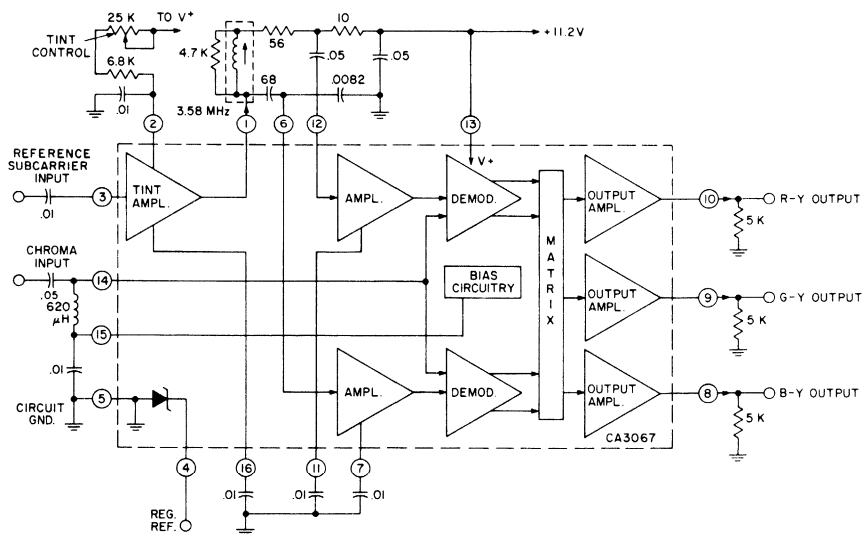 25 K
TO V+
TINT
CONTROL
6.8 K
.01
4.7 K
3.58 MHz
56
10
+11.2V
.05
.05
68
.0082
2
1
6
12
13
REFERENCE
SUBCARRIER
INPUT
.01
3
TINT
AMPL.
AMPL.
V+
DEMOD.
OUTPUT
AMPL.
10
R-Y OUTPUT
5 K
CHROMA
INPUT
.05
14
620
μH
15
BIAS
CIRCUITRY
MATRIX
OUTPUT
AMPL.
9
G-Y OUTPUT
5 K
.01
CIRCUIT
GND.
5
AMPL.
DEMOD.
OUTPUT
AMPL.
8
B-Y OUTPUT
5 K
CA3067
4
16
11
7
.01
.01
.01
REG.
REF.